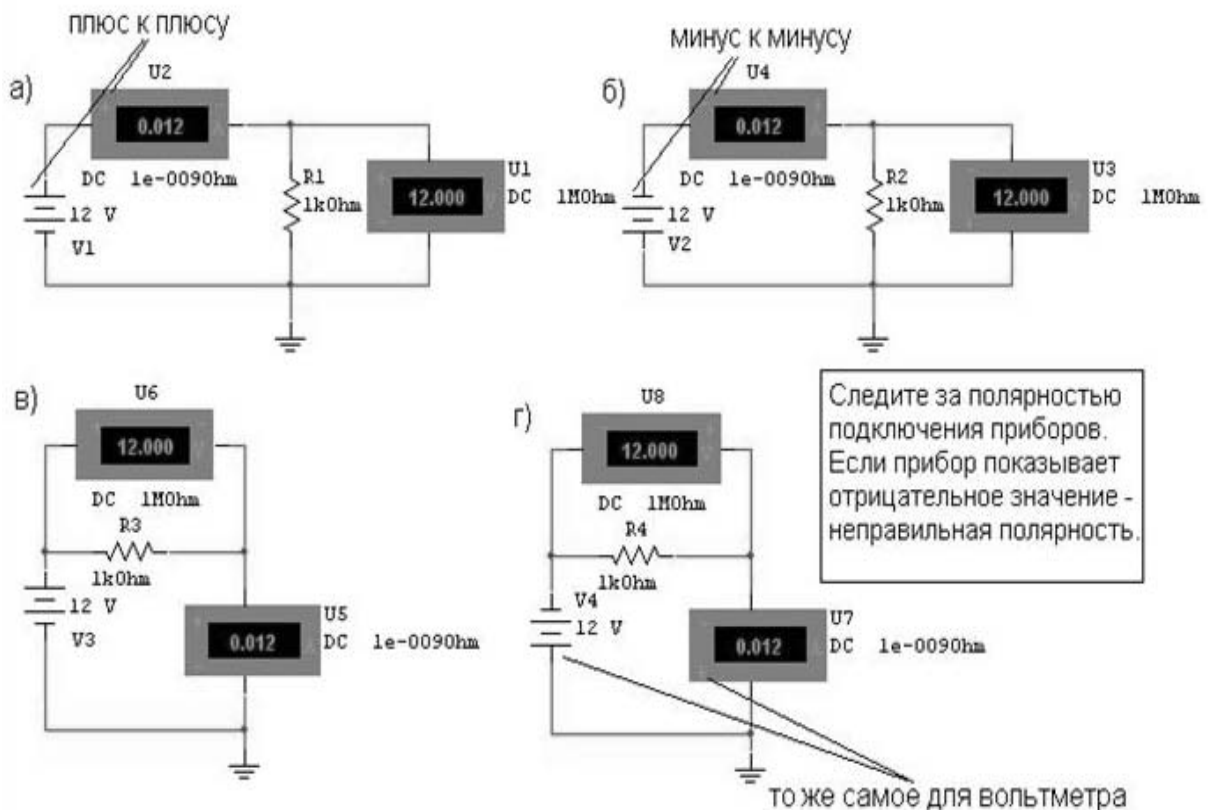 плюс к плюсу
минус к минусу
а)
U2
0.012
DC 1e-009Ohm
R1
1kOhm
U1
12.000
DC 1MOhm
12 V
V1
б)
U4
0.012
DC 1e-009Ohm
R2
1kOhm
U3
12.000
DC 1MOhm
12 V
V2
в)
U6
12.000
DC 1MOhm
R3
1kOhm
12 V
V3
U5
0.012
DC 1e-009Ohm
г)
U8
12.000
DC 1MOhm
R4
1kOhm
V4
12 V
U7
0.012
DC 1e-009Ohm
Следите за полярностью
подключения приборов.
Если прибор показывает
отрицательное значение -
неправильная полярность.
то же самое для вольтметра